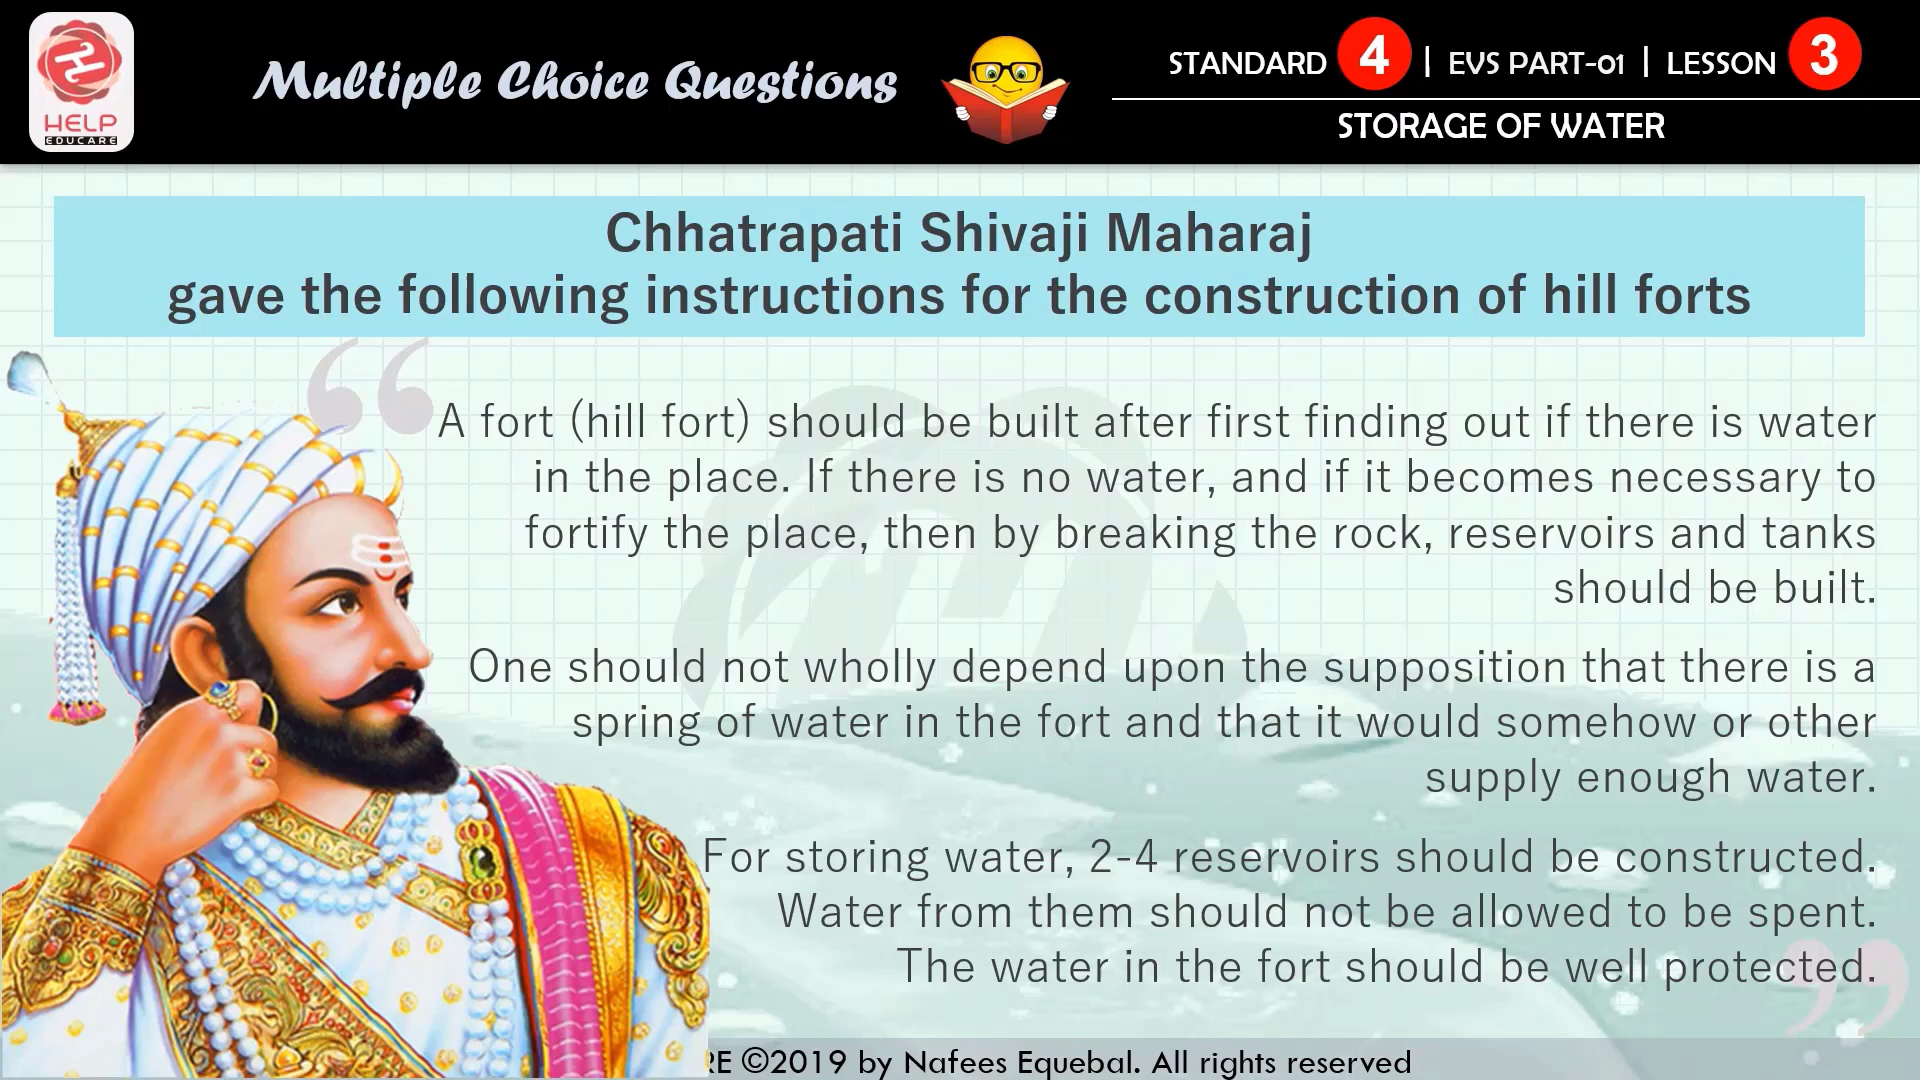 HELP
EDUCARE
Multiple Choice Questions
STANDARD 4 | EVS PART-01 | LESSON 3
STORAGE OF WATER
Chhatrapati Shivaji Maharaj
gave the following instructions for the construction of hill forts
“A fort (hill fort) should be built after first finding out if there is water
in the place. If there is no water, and if it becomes necessary to
fortify the place, then by breaking the rock, reservoirs and tanks
should be built.
One should not wholly depend upon the supposition that there is a
spring of water in the fort and that it would somehow or other
supply enough water.
For storing water, 2-4 reservoirs should be constructed.
Water from them should not be allowed to be spent.
The water in the fort should be well protected.”
RE ©2019 by Nafees Equebal. All rights reserved